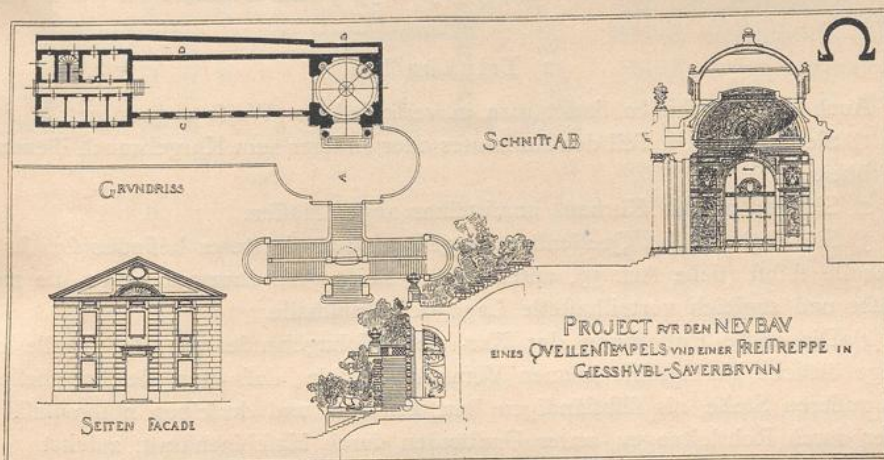 GRVNDRISS
SCHNITT AB
Ω
A
SEITEN FACADE
PROJECT FVR DEN NEVBAV
EINES QVELLENTEMPELS VND EINER FREITREPPE IN
GIESSHVBL-SAVERBRVNN